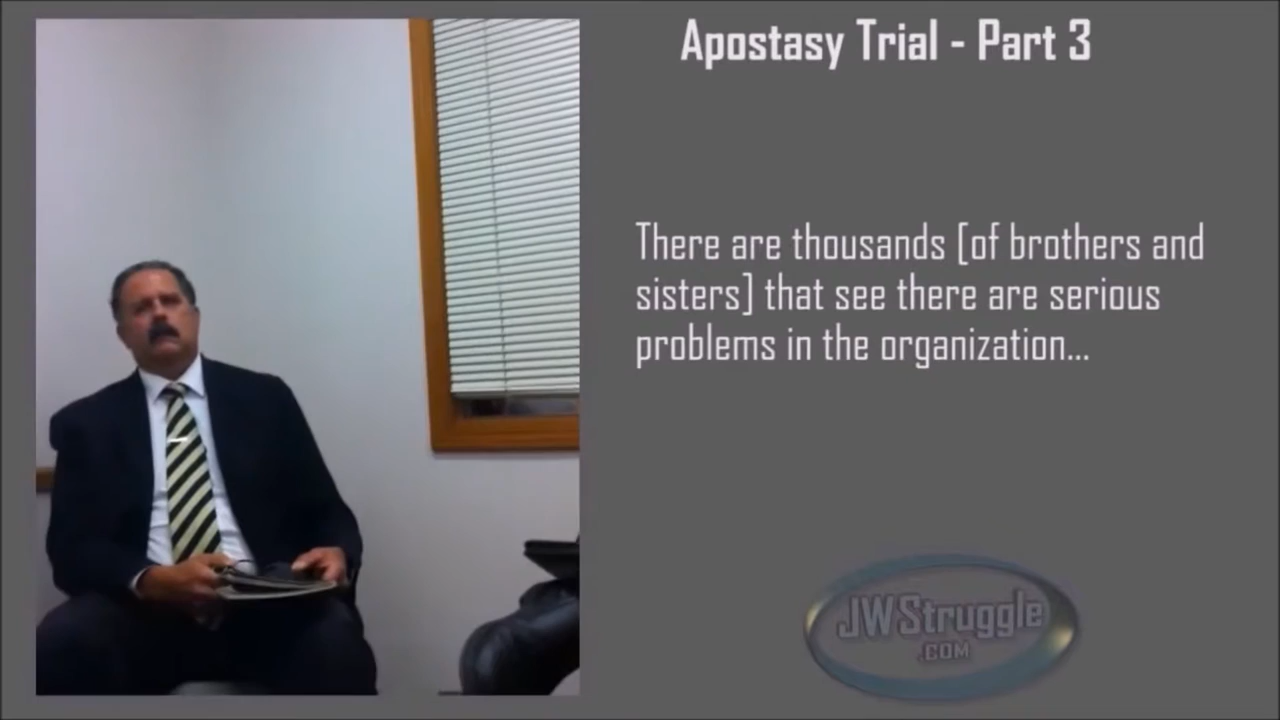 Apostasy Trial - Part 3
There are thousands [of brothers and
sisters] that see there are serious
problems in the organization...
JWStruggle
.COM